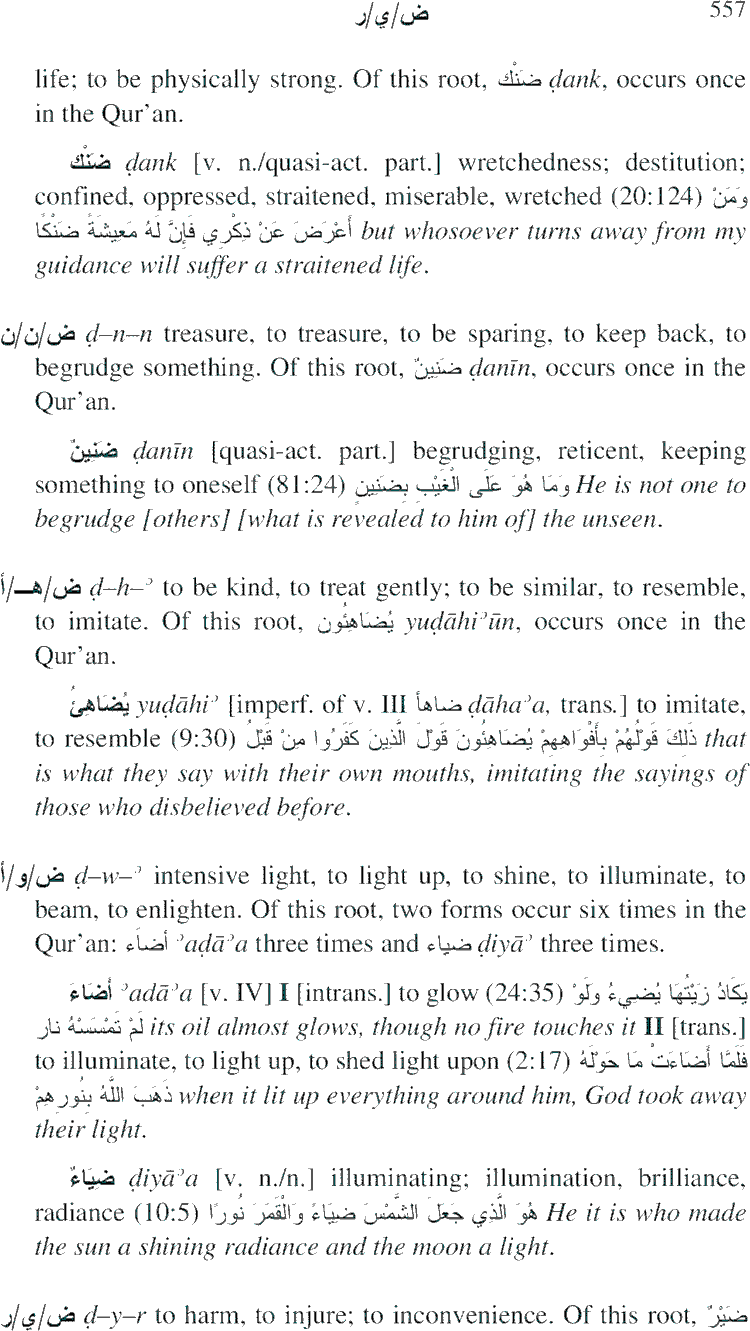 ض/ي/ر 557
life; to be physically strong. Of this root, ضَنْك ḍank, occurs once
in the Qur’an.
ضَنْك ḍank [v. n./quasi-act. part.] wretchedness; destitution;
confined, oppressed, straitened, miserable, wretched (20:124) وَمَنْ
أَعْرَضَ عَنْ ذِكْرِي فَإِنَّ لَهُ مَعِيشَةً ضَنْكًا but whosoever turns away from my
guidance will suffer a straitened life.
ض/ن/ن ḍ–n–n treasure, to treasure, to be sparing, to keep back, to
begrudge something. Of this root, ضَنِينٌ ḍanīn, occurs once in the
Qur’an.
ضَنِينٌ ḍanīn [quasi-act. part.] begrudging, reticent, keeping
something to oneself (81:24) وَمَا هُوَ عَلَى الْغَيْبِ بِضَنِينٍ He is not one to
begrudge [others] [what is revealed to him of] the unseen.
ض/هـ/أ ḍ–h–ʾ to be kind, to treat gently; to be similar, to resemble,
to imitate. Of this root, يُضَاهِئُون yuḍāhiʾūn, occurs once in the
Qur’an.
يُضَاهِئُ yuḍāhiʾ [imperf. of v. III ضاهأ ḍāhaʾa, trans.] to imitate,
to resemble (9:30) ذَلِكَ قَوْلُهُمْ بِأَفْوَاهِهِمْ يُضَاهِئُونَ قَوْلَ الَّذِينَ كَفَرُوا مِنْ قَبْلُ that
is what they say with their own mouths, imitating the sayings of
those who disbelieved before.
ض/و/أ ḍ–w–ʾ intensive light, to light up, to shine, to illuminate, to
beam, to enlighten. Of this root, two forms occur six times in the
Qur’an: أضَاَء ʾaḍāʾa three times and ضياء ḍiyāʾ three times.
أضَاءَ ʾaḍāʾa [v. IV] I [intrans.] to glow (24:35) يَكَادُ زَيْتُهَا يُضِيءُ وَلَوْ
لَمْ تَمْسَسْهُ نار its oil almost glows, though no fire touches it II [trans.]
to illuminate, to light up, to shed light upon (2:17) فَلَمَّا أَضَاءَتْ مَا حَوْلَهُ
ذَهَبَ اللَّهُ بِنُورِهِمْ when it lit up everything around him, God took away
their light.
ضِيَاءٌ ḍiyāʾa [v. n./n.] illuminating; illumination, brilliance,
radiance (10:5) هُوَ الَّذِي جَعَلَ الشَّمْسَ ضِيَاءً وَالْقَمَرَ نُورًا He it is who made
the sun a shining radiance and the moon a light.
ض/ي/ر ḍ–y–r to harm, to injure; to inconvenience. Of this root, ضَيْرٌ